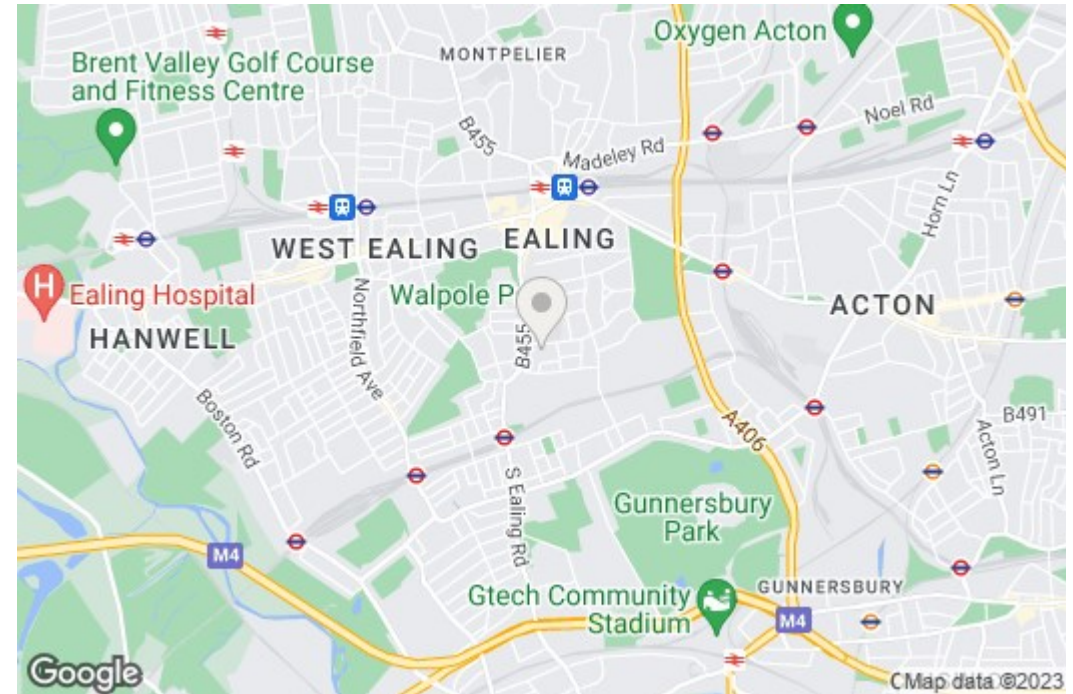 MONTPELIER
Oxygen Acton
Brent Valley Golf Course
and Fitness Centre
Noel Rd
B455
Madeley Rd
Horn Ln
WEST EALING
EALING
H
Ealing Hospital
Walpole P
ACTON
HANWELL
Northfield Ave
B455
Boston Rd
A406
B491
Acton Ln
S Ealing Rd
Gunnersbury
Park
M4
Gtech Community
Stadium
GUNNERSBURY
M4
Google
Map data ©2023